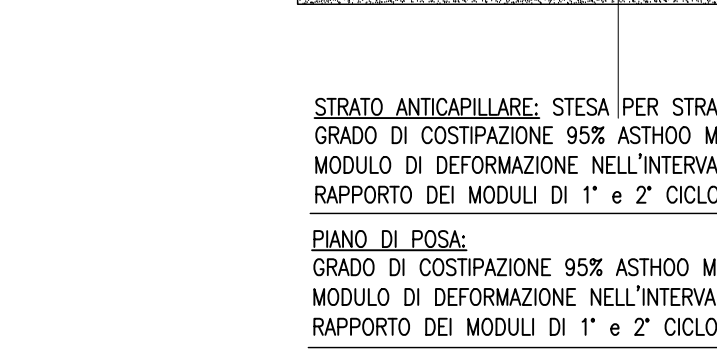 STRATO ANTICAPILLARE: STESA PER STRA
GRADO DI COSTIPAZIONE 95% ASTHOO M
MODULO DI DEFORMAZIONE NELL'INTERVA
RAPPORTO DEI MODULI DI 1° e 2° CICLO
PIANO DI POSA:
GRADO DI COSTIPAZIONE 95% ASTHOO M
MODULO DI DEFORMAZIONE NELL'INTERVA
RAPPORTO DEI MODULI DI 1° e 2° CICLO